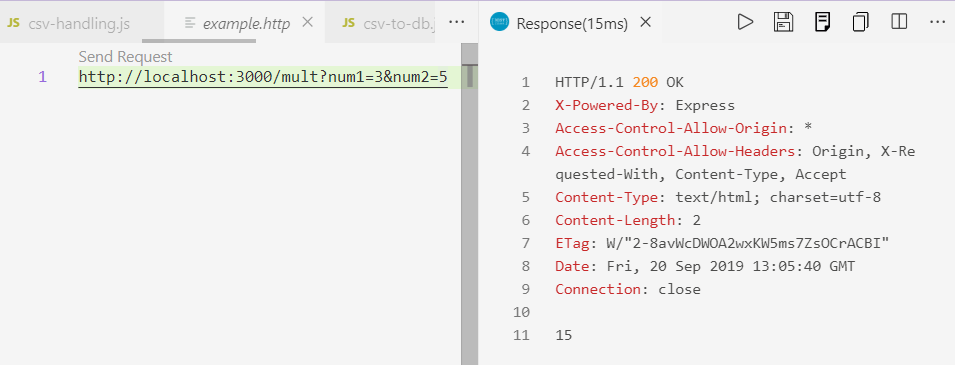 JS csv-handling.js
example.http
JS csv-to-db.
Response(15ms)
Send Request
1 http://localhost:3000/mult?num1=3&num2=5
1 HTTP/1.1 200 OK
2 X-Powered-By: Express
3 Access-Control-Allow-Origin: *
4 Access-Control-Allow-Headers: Origin, X-Re
quested-With, Content-Type, Accept
5 Content-Type: text/html; charset=utf-8
6 Content-Length: 2
7 ETag: W/"2-8avWcDWOA2wxKW5ms7ZsOCrACBI"
8 Date: Fri, 20 Sep 2019 13:05:40 GMT
9 Connection: close
10
11 15